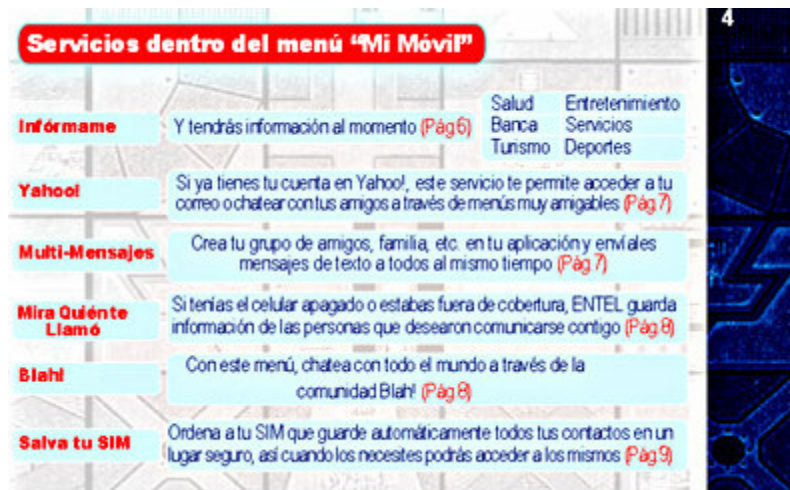 4
Servicios dentro del menú “Mi Móvil”
Infórmame
Y tendrás información al momento (Pág 6)
Salud Entretenimiento
Banca Servicios
Turismo Deportes
Yahoo!
Si ya tienes tu cuenta en Yahoo!, este servicio te permite acceder a tu
correo o chatear con tus amigos a través de menús muy amigables (Pág 7)
Multi-Mensajes
Crea tu grupo de amigos, familia, etc. en tu aplicación y envíales
mensajes de texto a todos al mismo tiempo (Pág 7)
Mira Quién te
Llamó
Si tenías el celular apagado o estabas fuera de cobertura, ENTEL guarda
información de las personas que desearon comunicarse contigo (Pág 8)
Blah!
Con este menú, chatea con todo el mundo a través de la
comunidad Blah! (Pág 8)
Salva tu SIM
Ordena a tu SIM que guarde automáticamente todos tus contactos en un
lugar seguro, así cuando los necesites podrás acceder a los mismos (Pág 9)